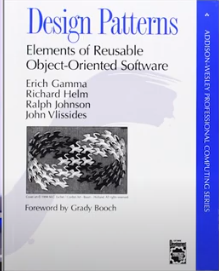 Design Patterns
Elements of Reusable
Object-Oriented Software
Erich Gamma
Richard Helm
Ralph Johnson
John Vlissides
Foreword by Grady Booch
ADDISON-WESLEY PROFESSIONAL COMPUTING SERIES